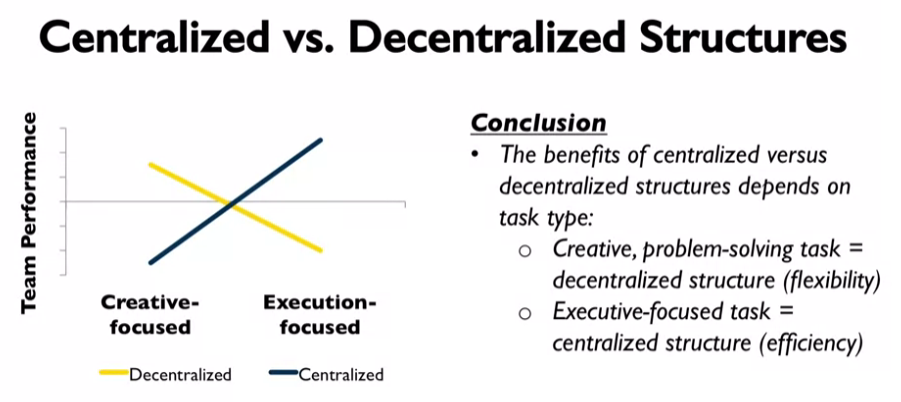 Centralized vs. Decentralized Structures
Team Performance
Creative-
focused
Execution-
focused
Decentralized
Centralized
Conclusion
• The benefits of centralized versus
decentralized structures depends on
task type:
o Creative, problem-solving task =
decentralized structure (flexibility)
o Executive-focused task =
centralized structure (efficiency)